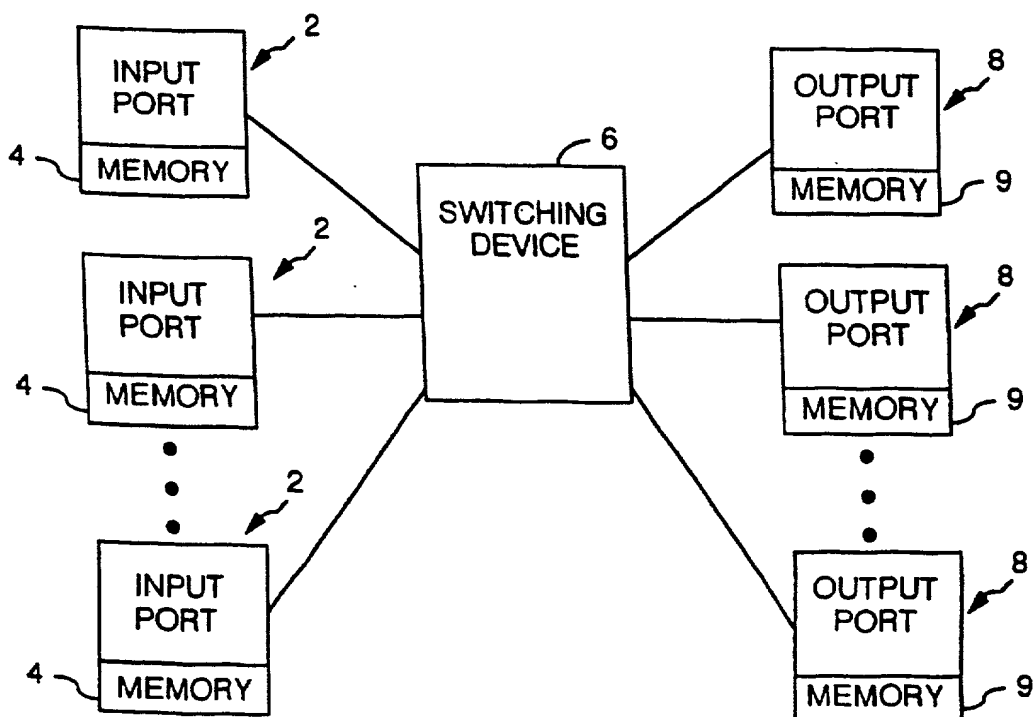 2
INPUT
PORT
4
MEMORY
2
INPUT
PORT
4
MEMORY
2
INPUT
PORT
4
MEMORY
6
SWITCHING
DEVICE
8
OUTPUT
PORT
MEMORY
9
8
OUTPUT
PORT
MEMORY
9
8
OUTPUT
PORT
MEMORY
9